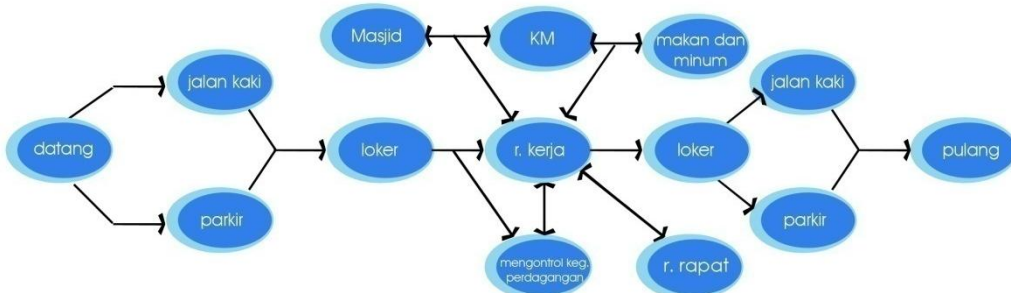 Masjid
KM
makan dan
minum
jalan kaki
jalan kaki
datang
loker
r. kerja
loker
pulang
parkir
parkir
mengontrol keg.
perdagangan
r. rapat